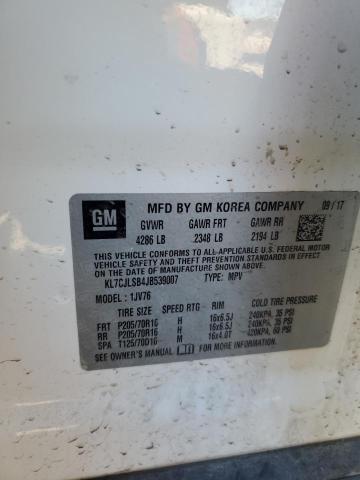 GM MFD BY GM KOREA COMPANY 09/17
GVWR GAWR FRT GAWR RR
4286 LB 2348 LB 2194 LB
THIS VEHICLE CONFORMS TO ALL APPLICABLE U.S. FEDERAL MOTOR
VEHICLE SAFETY AND THEFT PREVENTION STANDARDS IN EFFECT
ON THE DATE OF MANUFACTURE SHOWN ABOVE.
KL7CJLSB4JB539007 TYPE: MPV
MODEL: 1JV76
TIRE SIZE SPEED RTG RIM COLD TIRE PRESSURE
FRT P205/70R16 H 16x6.5J 240KPA, 35 PSI
RR P205/70R16 H 16x6.5J 240KPA, 35 PSI
SPA T125/70D16 M 16x4.0T 420KPA, 60 PSI
SEE OWNER'S MANUAL FOR MORE INFORMATION.